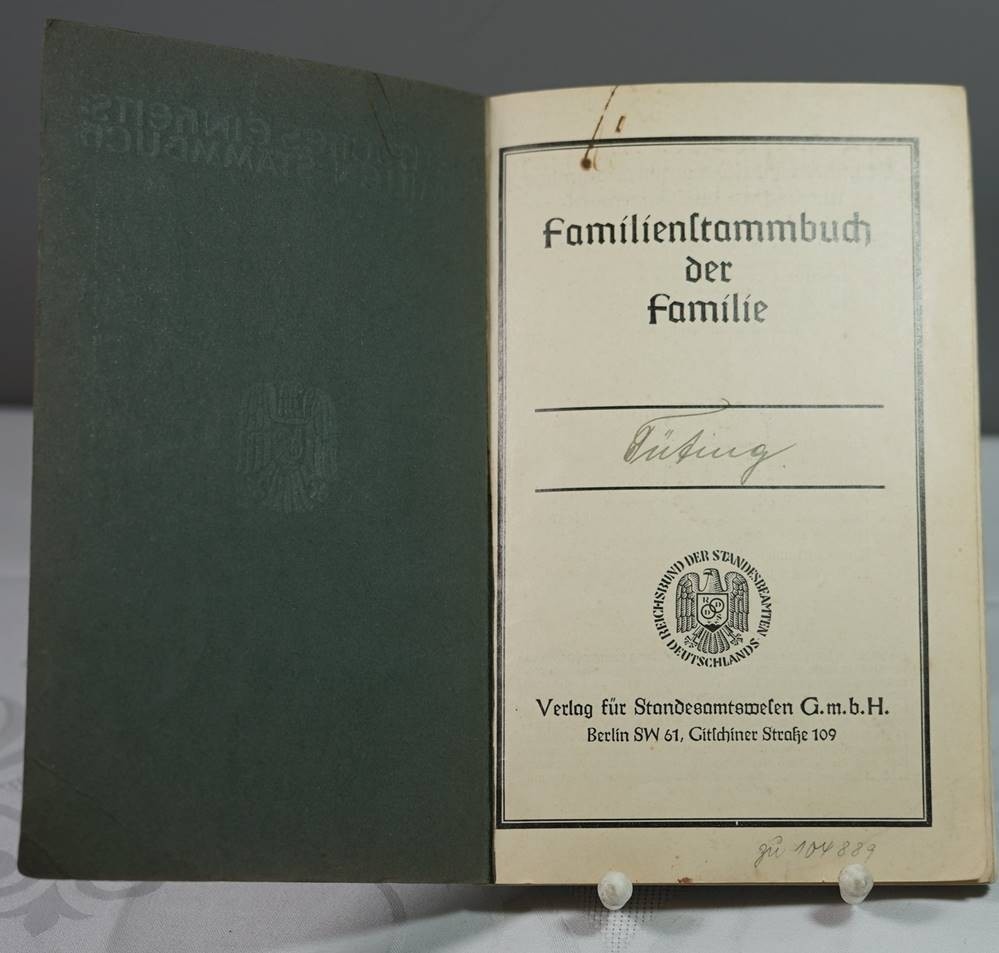 Familienſtammbuch
der
Familie
Tüting
REICHSBUND DER STANDESBEAMTEN DEUTSCHLANDS
R D
D S
Verlag für Standesamtsweſen G.m.b.H.
Berlin SW 61, Gitſchiner Straße 109
zu 104889